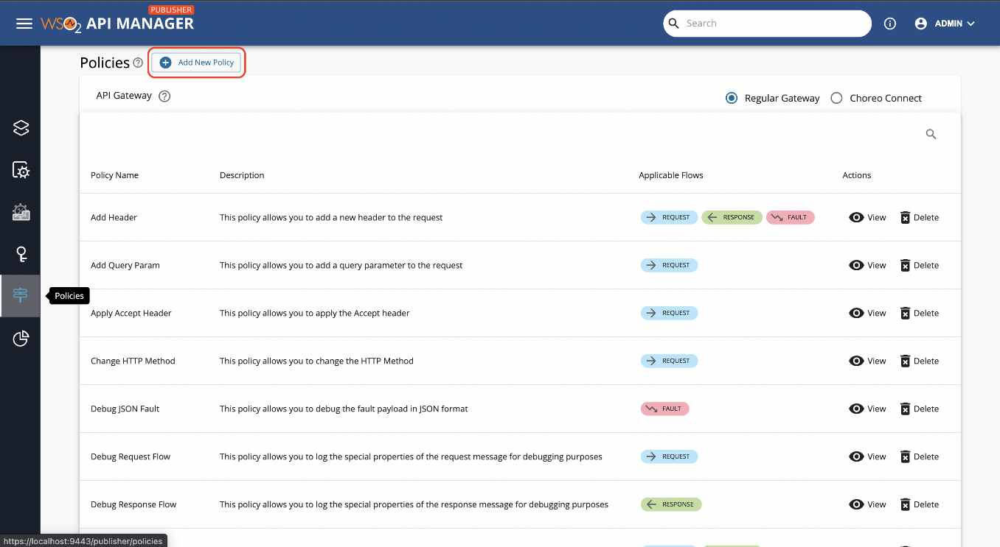 PUBLISHER
WSO2 API MANAGER
Search
ADMIN
Policies
Add New Policy
API Gateway
Regular Gateway
Choreo Connect
Policy Name Description Applicable Flows Actions
Add Header This policy allows you to add a new header to the request REQUEST RESPONSE FAULT View Delete
Add Query Param This policy allows you to add a query parameter to the request REQUEST View Delete
Policies
Apply Accept Header This policy allows you to apply the Accept header REQUEST View Delete
Change HTTP Method This policy allows you to change the HTTP Method REQUEST View Delete
Debug JSON Fault This policy allows you to debug the fault payload in JSON format FAULT View Delete
Debug Request Flow This policy allows you to log the special properties of the request message for debugging purposes REQUEST View Delete
Debug Response Flow This policy allows you to log the special properties of the response message for debugging purposes RESPONSE View Delete
https://localhost:9443/publisher/policies